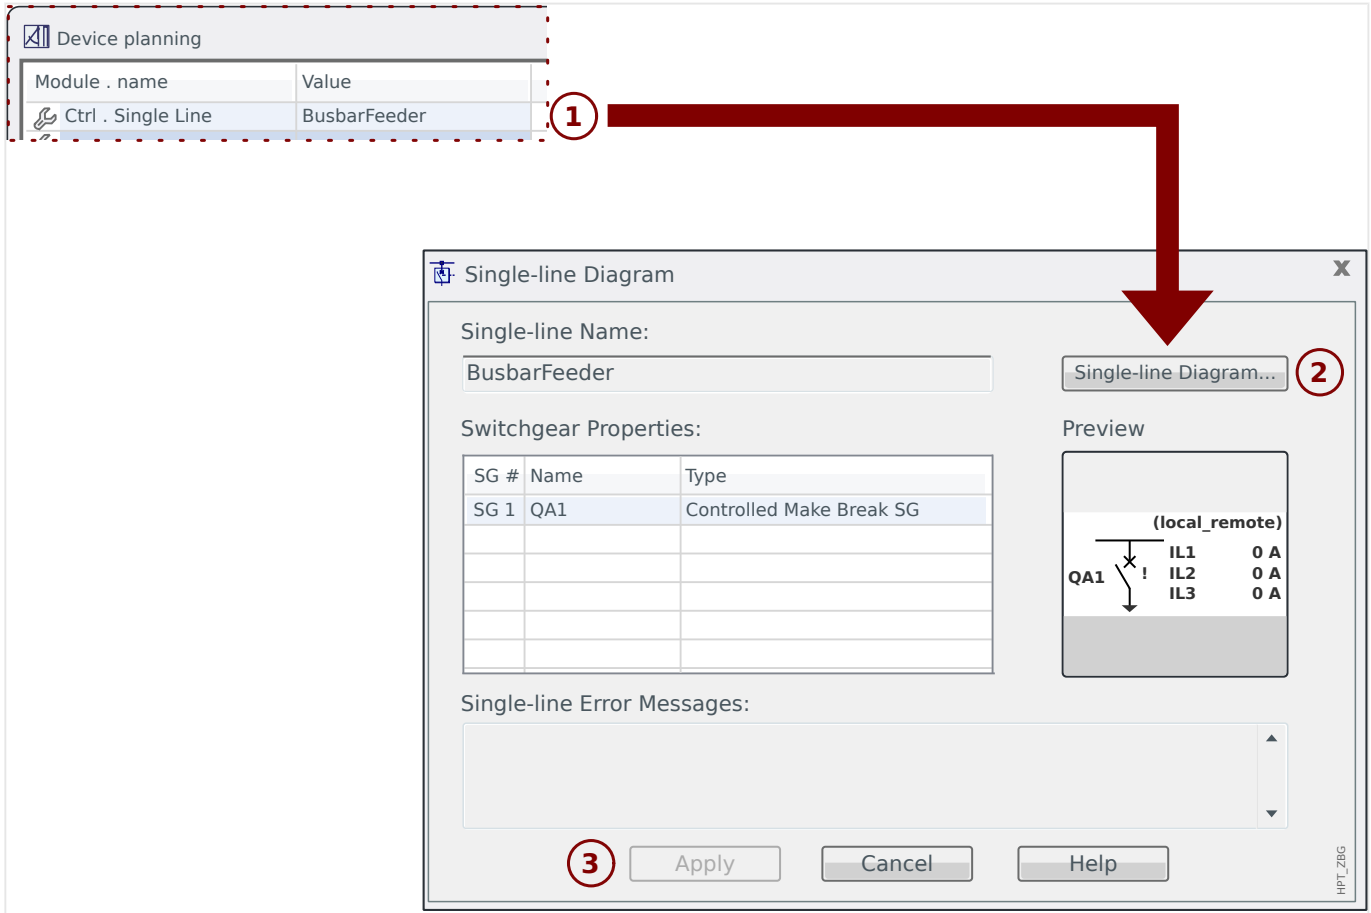 Device planning
Module . name Value
Ctrl . Single Line BusbarFeeder
1
Single-line Diagram X
Single-line Name:
BusbarFeeder
Single-line Diagram...
2
Switchgear Properties:
Preview
SG # Name Type
SG 1 QA1 Controlled Make Break SG
(local_remote)
IL1 0 A
QA1 ! IL2 0 A
IL3 0 A
Single-line Error Messages:
3
Apply Cancel Help
HPT_ZBG